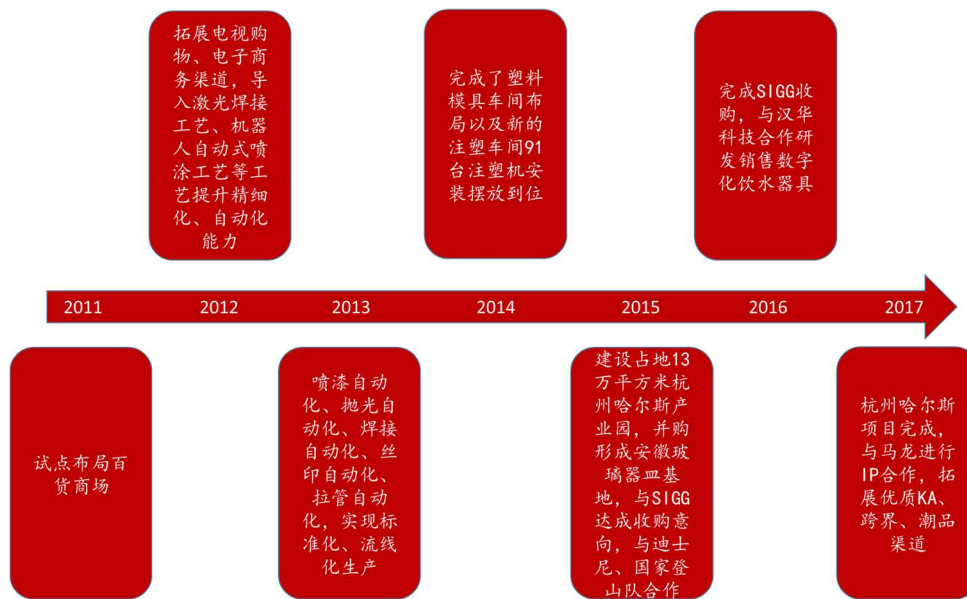 拓展电视购
物、电子商
务渠道，导
入激光焊接
工艺、机器
人自动式喷
涂工艺等工
艺提升精细
化、自动化
能力
完成了塑料
模具车间布
局以及新的
注塑车间91
台注塑机安
装摆放到位
完成SIGG收
购，与汉华
科技合作研
发销售数字
化饮水器具
2011 2012 2013 2014 2015 2016 2017
试点布局百
货商场
喷漆自动
化、抛光自
动化、焊接
自动化、丝
印自动化、
拉管自动
化，实现标
准化、流线
化生产
建设占地13
万平方米杭
州哈尔斯产
业园，并购
形成安徽玻
璃器皿基
地，与SIGG
达成收购意
向，与迪士
尼、国家登
山队合作
杭州哈尔斯
项目完成，
与马龙进行
IP合作，拓
展优质KA、
跨界、潮品
渠道